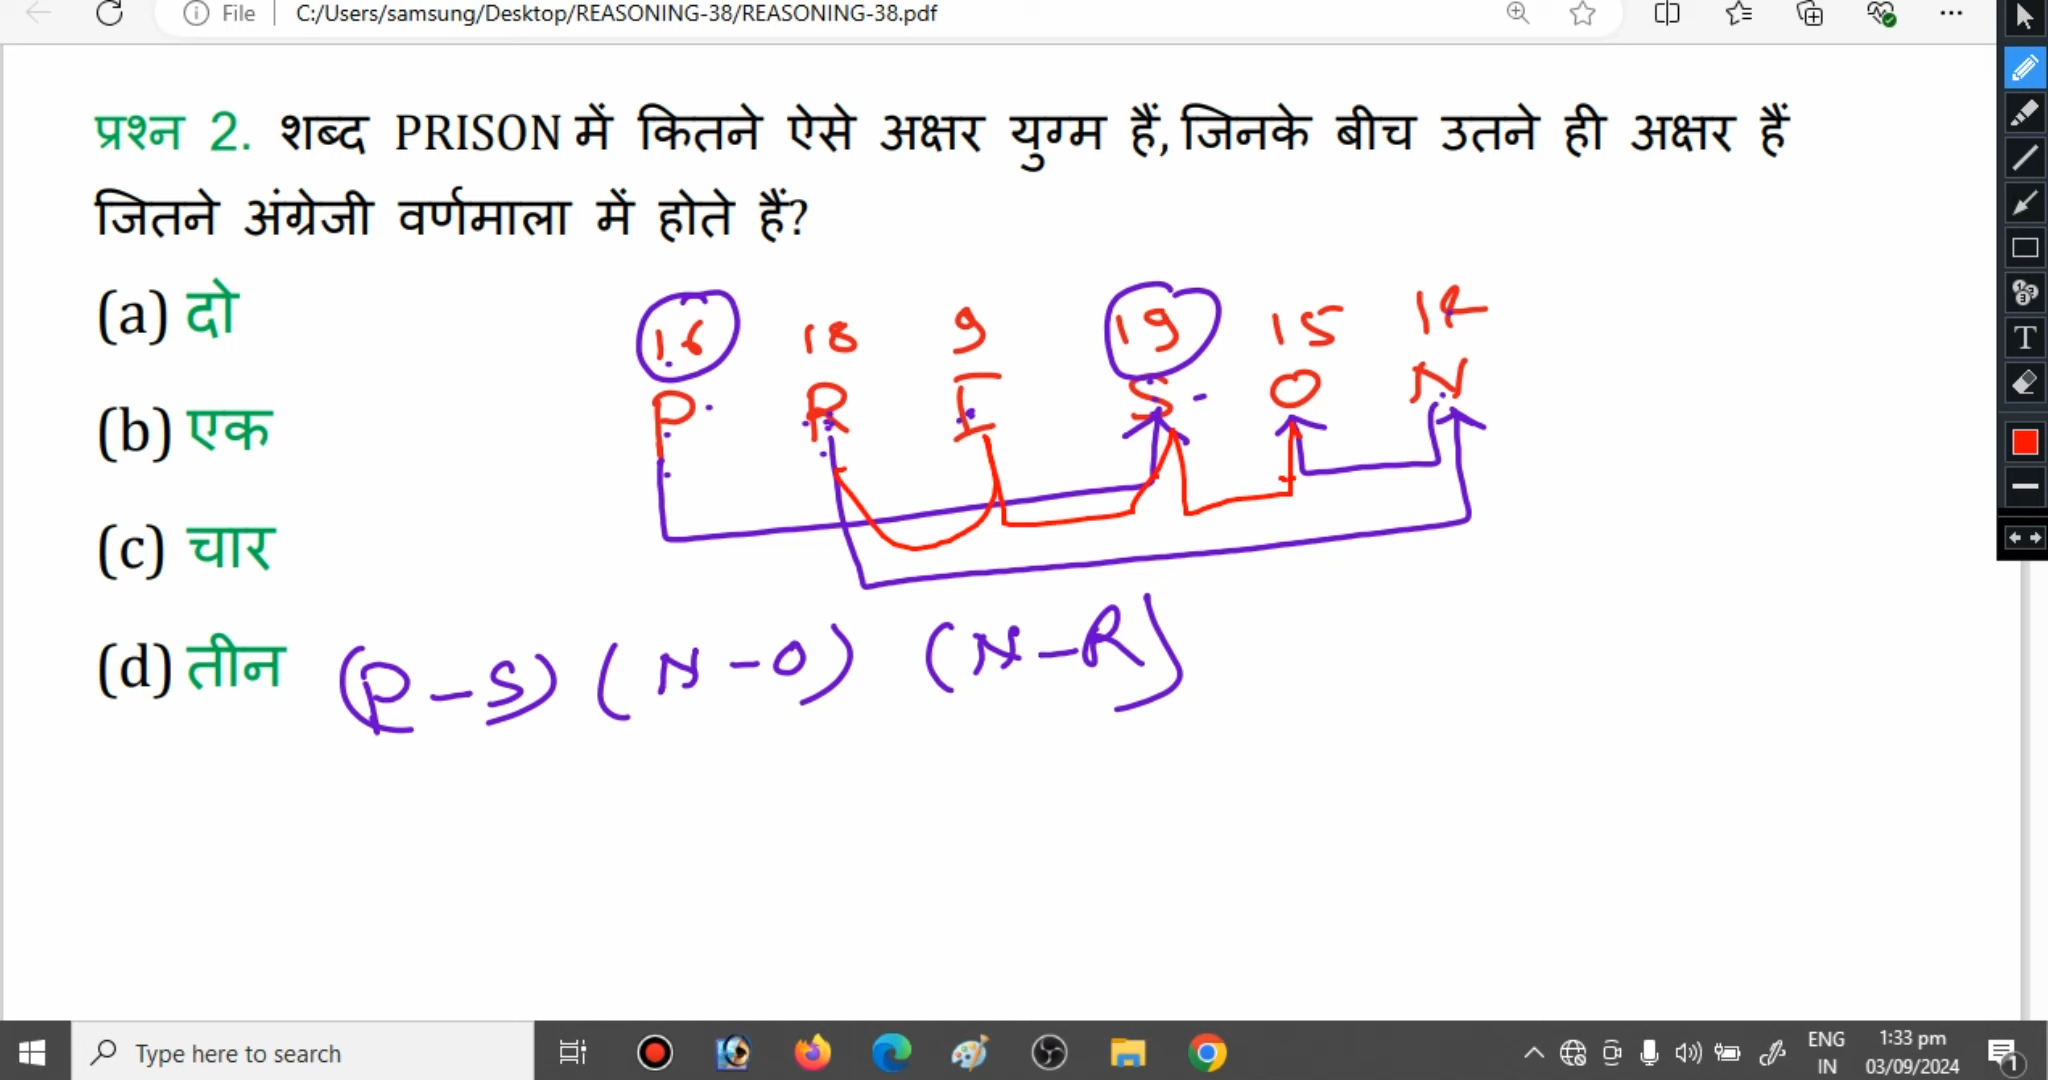 File C:/Users/samsung/Desktop/REASONING-38/REASONING-38.pdf
प्रश्न 2. शब्द PRISON में कितने ऐसे अक्षर युग्म हैं, जिनके बीच उतने ही अक्षर हैं
जितने अंग्रेजी वर्णमाला में होते हैं?
(a) दो
(b) एक
(c) चार
(d) तीन
16 18 9 19 15 14
P R I S O N
(P-S) (N-O) (N-R)
T
Type here to search
ENG
IN
1:33 pm
03/09/2024
1